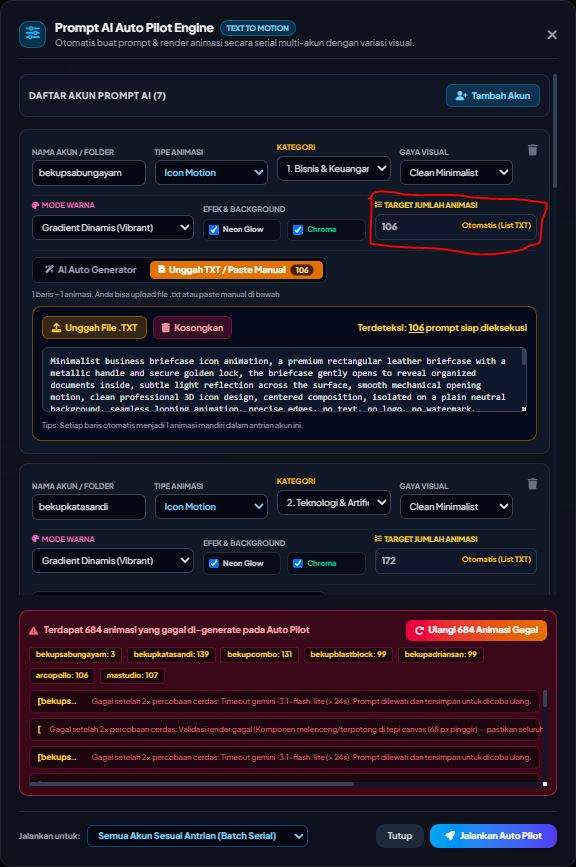 Prompt AI Auto Pilot Engine TEXT TO MOTION
Otomatis buat prompt & render animasi secara serial multi-akun dengan variasi visual.
DAFTAR AKUN PROMPT AI (7)
Tambah Akun
NAMA AKUN / FOLDER TIPE ANIMASI KATEGORI GAYA VISUAL
bekupsabungayam Icon Motion 1. Bisnis & Keuangan Clean Minimalist
MODE WARNA EFEK & BACKGROUND TARGET JUMLAH ANIMASI
Gradient Dinamis (Vibrant) Neon Glow Chroma 106 Otomatis (List TXT)
AI Auto Generator Unggah TXT / Paste Manual 106
1 baris = 1 animasi. Anda bisa upload file .txt atau paste manual di bawah
Unggah File .TXT Kosongkan Terdeteksi: 106 prompt siap dieksekusi
Minimalist business briefcase icon animation, a premium rectangular leather briefcase with a
metallic handle and secure golden lock, the briefcase gently opens to reveal organized
documents inside, subtle light reflection across the surface, smooth mechanical opening
motion, clean professional 3D icon design, centered composition, isolated on a plain neutral
background, seamless looping animation, precise edges, no text, no logo, no watermark.
Tips: Setiap baris otomatis menjadi 1 animasi mandiri dalam antrian akun ini.
NAMA AKUN / FOLDER TIPE ANIMASI KATEGORI GAYA VISUAL
bekupkatasandi Icon Motion 2. Teknologi & Artifi Clean Minimalist
MODE WARNA EFEK & BACKGROUND TARGET JUMLAH ANIMASI
Gradient Dinamis (Vibrant) Neon Glow Chroma 172 Otomatis (List TXT)
Terdapat 684 animasi yang gagal di-generate pada Auto Pilot
Ulangi 684 Animasi Gagal
bekupsabungayam: 3 bekupkatasandi: 139 bekupcombo: 131 bekupblastblock: 99 bekupadriansan: 99
arcopollo: 106 mastudio: 107
[bekups... Gagal setelah 2x percobaan cerdas: Timeout gemini-3.1-flash-lite (> 24s). Prompt dilewati dan tersimpan untuk dicoba ulang.
[ Gagal setelah 2x percobaan cerdas: Validasi render gagal (Komponen melenceng/terpotong di tepi canvas (68 px pinggir) — pastikan seluruh
[bekups... Gagal setelah 2x percobaan cerdas: Timeout gemini-3.1-flash-lite (> 24s). Prompt dilewati dan tersimpan untuk dicoba ulang.
Jalankan untuk: Semua Akun Sesuai Antrian (Batch Serial) Tutup Jalankan Auto Pilot